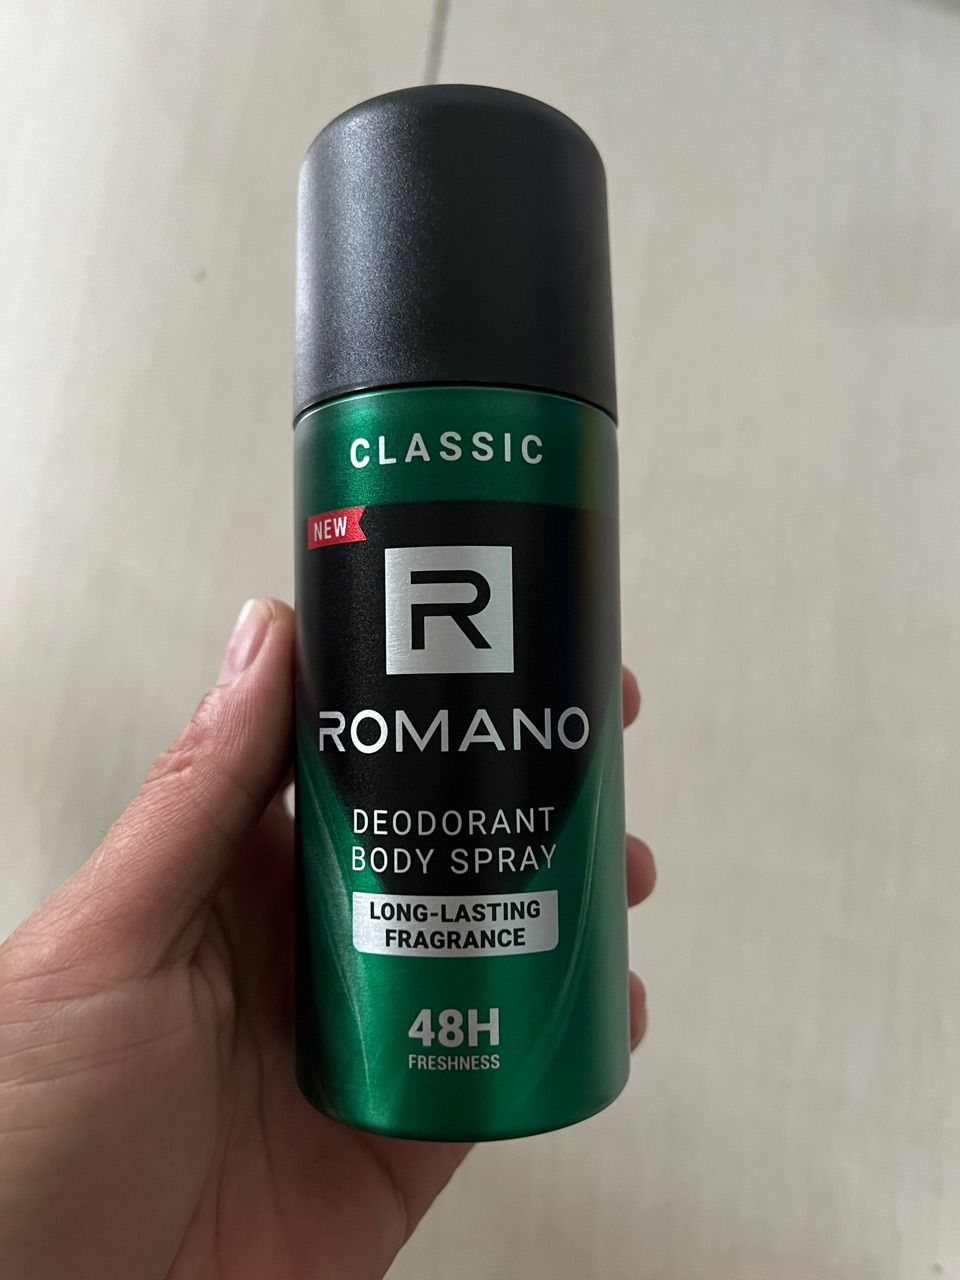 CLASSIC
NEW
R
ROMANO
DEODORANT
BODY SPRAY
LONG-LASTING
FRAGRANCE
48H
FRESHNESS